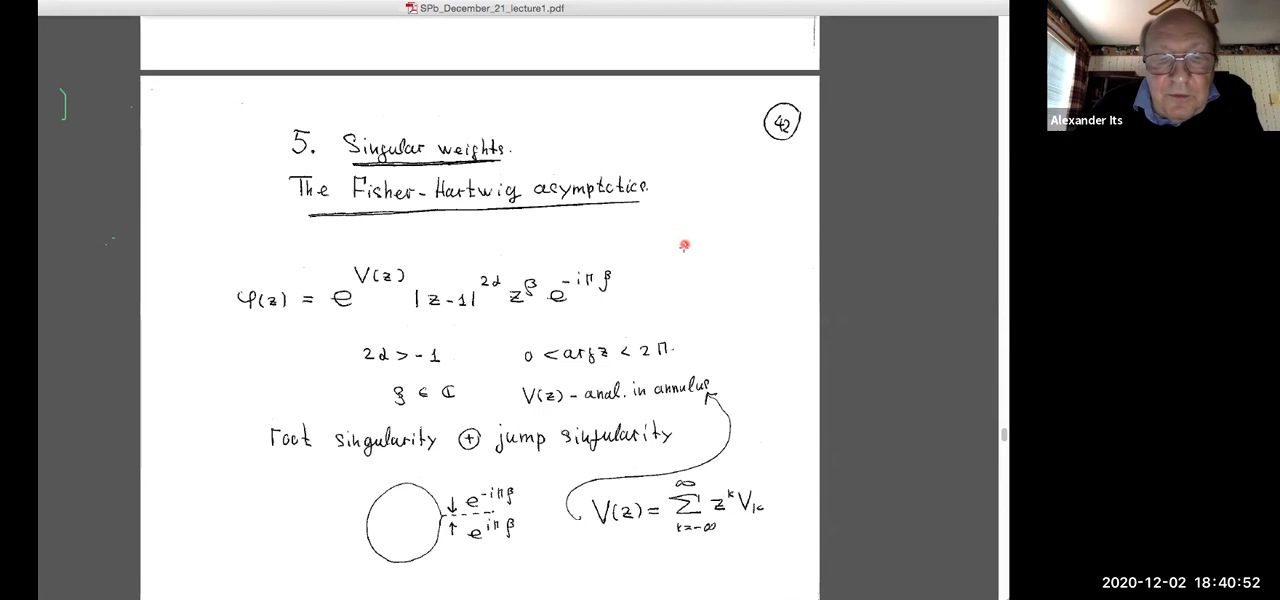 SPb_December_21_lecture1.pdf
42
5. Singular weights.
The Fisher-Hartwig asymptotics.
φ(z) = e^{V(z)} |z-1|^{2α} z^β e^{-iπβ}
2α > -1    0 < arg z < 2π.
β ∈ ℂ    V(z) - anal. in annulus
root singularity ⊕ jump singularity
e^{-iπβ}
e^{iπβ}
V(z) = ∑_{k=-∞}^{∞} z^k V_k
Alexander Its
2020-12-02 18:40:52